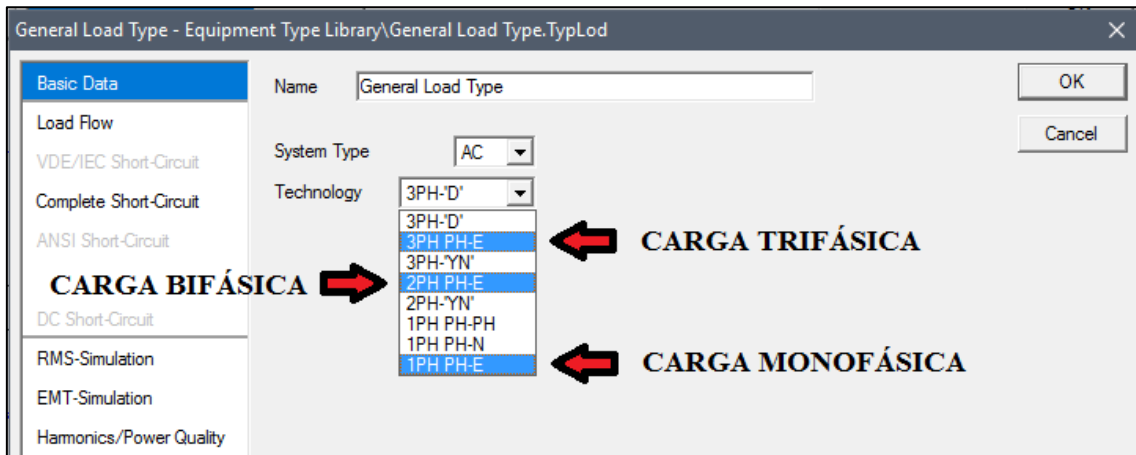 General Load Type - Equipment Type Library\General Load Type.TypLod
Basic Data
Load Flow
VDE/IEC Short-Circuit
Complete Short-Circuit
ANSI Short-Circuit
DC Short-Circuit
RMS-Simulation
EMT-Simulation
Harmonics/Power Quality
Name General Load Type
System Type AC
Technology 3PH-'D'
3PH-'D'
3PH PH-E
3PH-'YN'
2PH PH-E
2PH-'YN'
1PH PH-PH
1PH PH-N
1PH PH-E
CARGA TRIFÁSICA
CARGA BIFÁSICA
CARGA MONOFÁSICA
OK
Cancel